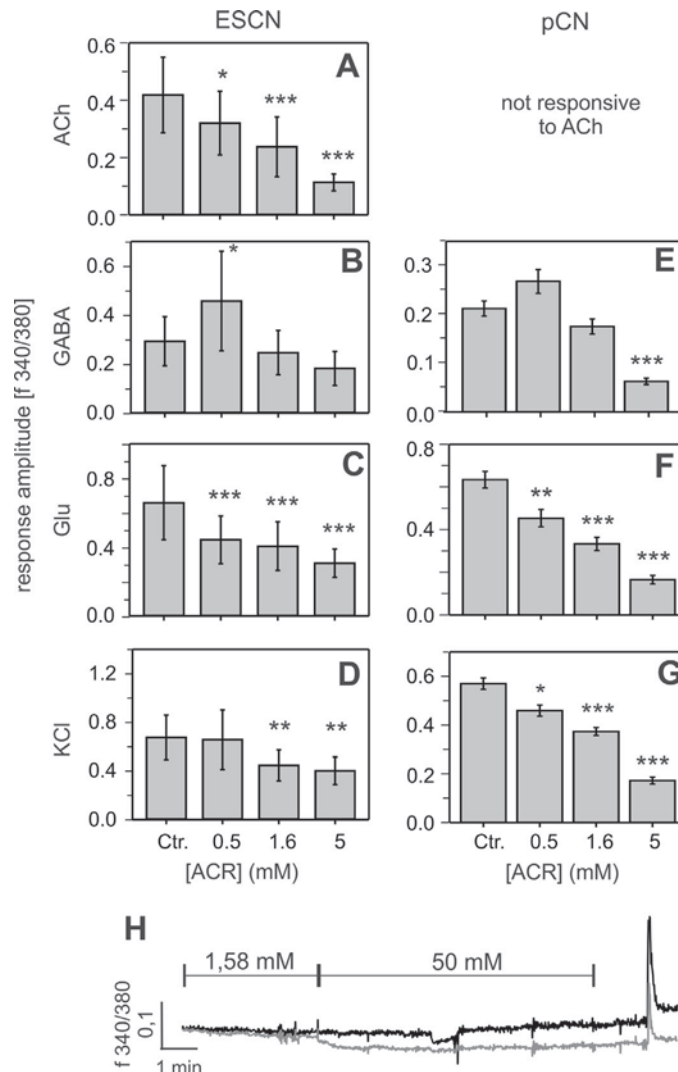 ESCN pCN
response amplitude [f 340/380]
ACh
0.6
0.4
0.2
0.0
A
*
***
***
not responsive
to ACh
GABA
0.6
0.4
0.2
0.0
B
*
0.3
0.2
0.1
0.0
E
***
Glu
0.8
0.4
0.0
C
***
***
***
0.8
0.4
0.0
F
**
***
***
KCl
1.2
0.8
0.4
0.0
D
**
**
0.6
0.4
0.2
0.0
G
*
***
***
Ctr. 0.5 1.6 5
[ACR] (mM)
Ctr. 0.5 1.6 5
[ACR] (mM)
H
1,58 mM 50 mM
f 340/380
0,1
1 min